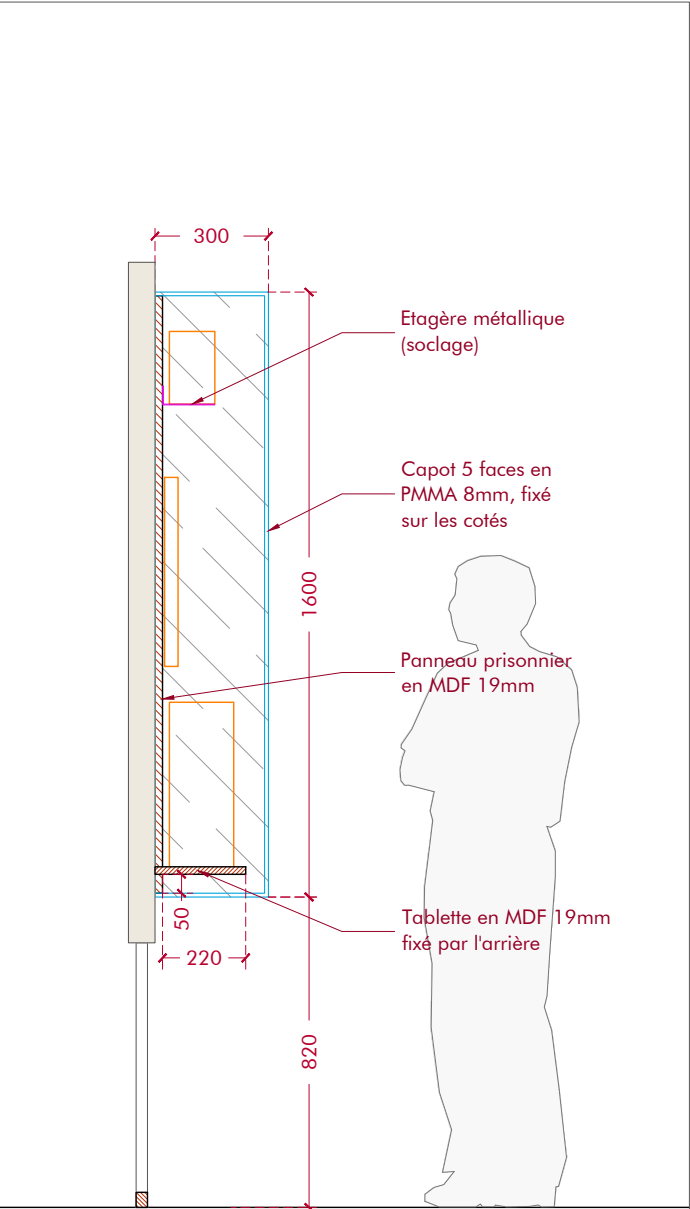 300
Etagère métallique
(soclage)
Capot 5 faces en
PMMA 8mm, fixé
sur les cotés
1600
Panneau prisonnier
en MDF 19mm
50
Tablette en MDF 19mm
fixé par l'arrière
220
820